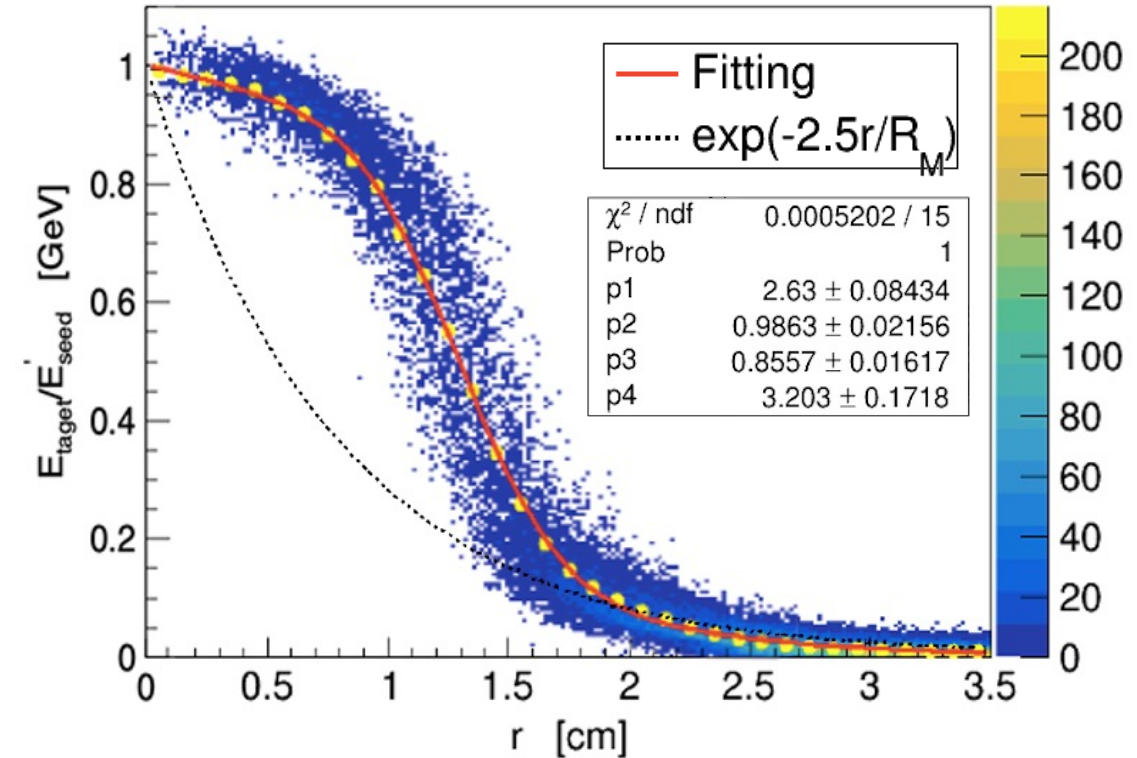 Fitting
exp(-2.5r/R_M)
χ² / ndf 0.0005202 / 15
Prob 1
p1 2.63 ± 0.08434
p2 0.9863 ± 0.02156
p3 0.8557 ± 0.01617
p4 3.203 ± 0.1718
E_taget/E'_seed [GeV]
1
0.8
0.6
0.4
0.2
0
0 0.5 1 1.5 2 2.5 3 3.5
r [cm]
200
180
160
140
120
100
80
60
40
20
0